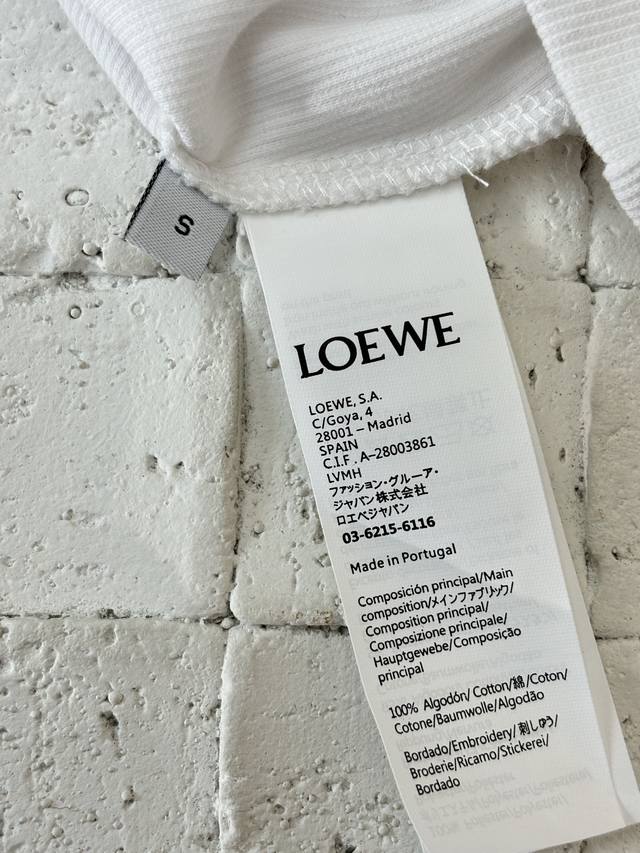 S
LOEWE
LOEWE, S.A.
C/Goya, 4
28001 – Madrid
SPAIN
C.I.F . A–28003861
LVMH
ファッション・グループ・
ジャパン株式会社
ロエベジャパン
03-6215-6116
Made in Portugal
Composición principal/Main
composition/メインファブリック/
Composition principal/
Composizione principale/
Hauptgewebe/Composição
principal
100% Algodón/ Cotton/綿/Coton/
Cotone/Baumwolle/Algodão
Bordado/Embroidery/ 刺しゅう/
Broderie/Ricamo/Stickerei/
Bordado